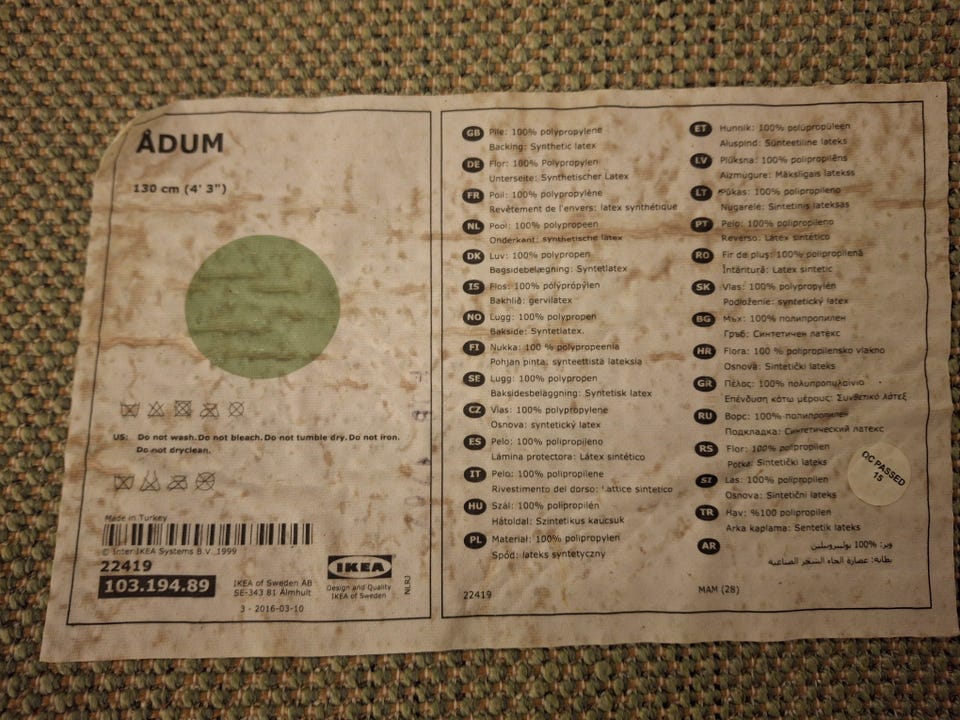 ÅDUM
130 cm (4' 3")
US: Do not wash. Do not bleach. Do not tumble dry. Do not iron.
Do not dryclean.
Made in Turkey
© Inter IKEA Systems B.V. 1999
22419
103.194.89
IKEA of Sweden AB
SE-343 81 Älmhult
3 - 2016-03-10
IKEA
Design and Quality
IKEA of Sweden
NLRJ
GB Pile: 100% polypropylene
Backing: Synthetic latex
DE Flor: 100% Polypropylen
Unterseite: Synthetischer Latex
FR Poil: 100% polypropylène
Revêtement de l'envers: latex synthétique
NL Pool: 100% polypropeen
Onderkant: synthetische latex
DK Luv: 100% polypropen
Bagsidebelægning: Syntetlatex
IS Flos: 100% pólýprópýlen
Bakhlið: gervilatex
NO Lugg: 100% polypropen
Bakside: Syntetlatex.
FI Nukka: 100 % polypropeenia
Pohjan pinta: synteettistä lateksia
SE Lugg: 100% polypropen
Baksidesbeläggning: Syntetisk latex
CZ Vlas: 100% polypropylene
Osnova: syntetický latex
ES Pelo: 100% polipropileno
Lámina protectora: Látex sintético
IT Pelo: 100% polipropilene
Rivestimento del dorso: Lattice sintetico
HU Szál: 100% polipropilén
Hátoldal: Szintetikus kaucsuk
PL Materiał: 100% polipropylen
Spód: lateks syntetyczny
22419
ET Hunnik: 100% polüpropüleen
Aluspind: Sünteetiline lateks
LV Plūksna: 100% polipropilēns
Aizmugure: Mākslīgais latekss
LT Pūkas: 100% polipropileno
Nugarėlė: Sintetinis lateksas
PT Pelo: 100% polipropileno
Reverso: Látex sintético
RO Fir de pluş: 100% polipropilenă
Întăritură: Latex sintetic
SK Vlas: 100% polypropylén
Podloženie: syntetický latex
BG Мъх: 100% полипропилен
Гръб: Синтетичен латекс
HR Flora: 100 % polipropilensko vlakno
Osnova: Sintetički lateks
GR Πέλος: 100% πολυπροπυλαίνιο
Επένδυση κάτω μέρους: Συνθετικό λάτεξ
RU Ворс: 100% полипропилен
Подкладка: Синтетический латекс
RS Flor: 100% polipropilen
Potka: Sintetički lateks
SI Las: 100% polipropilen
Osnova: Sintetični lateks
TR Hav: %100 polipropilen
Arka kaplama: Sentetik lateks
AR وبر: 100% بوليبروبيلين
بطانة: عصارة لحاء الشجر الصناعية
MAM (28)
QC PASSED
15